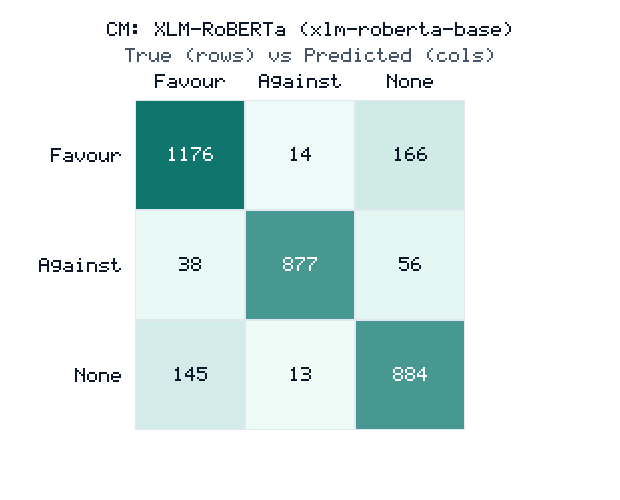 CM: XLM-RoBERTa (xlm-roberta-base)
True (rows) vs Predicted (cols)
Favour Against None
Favour 1176 14 166
Against 38 877 56
None 145 13 884